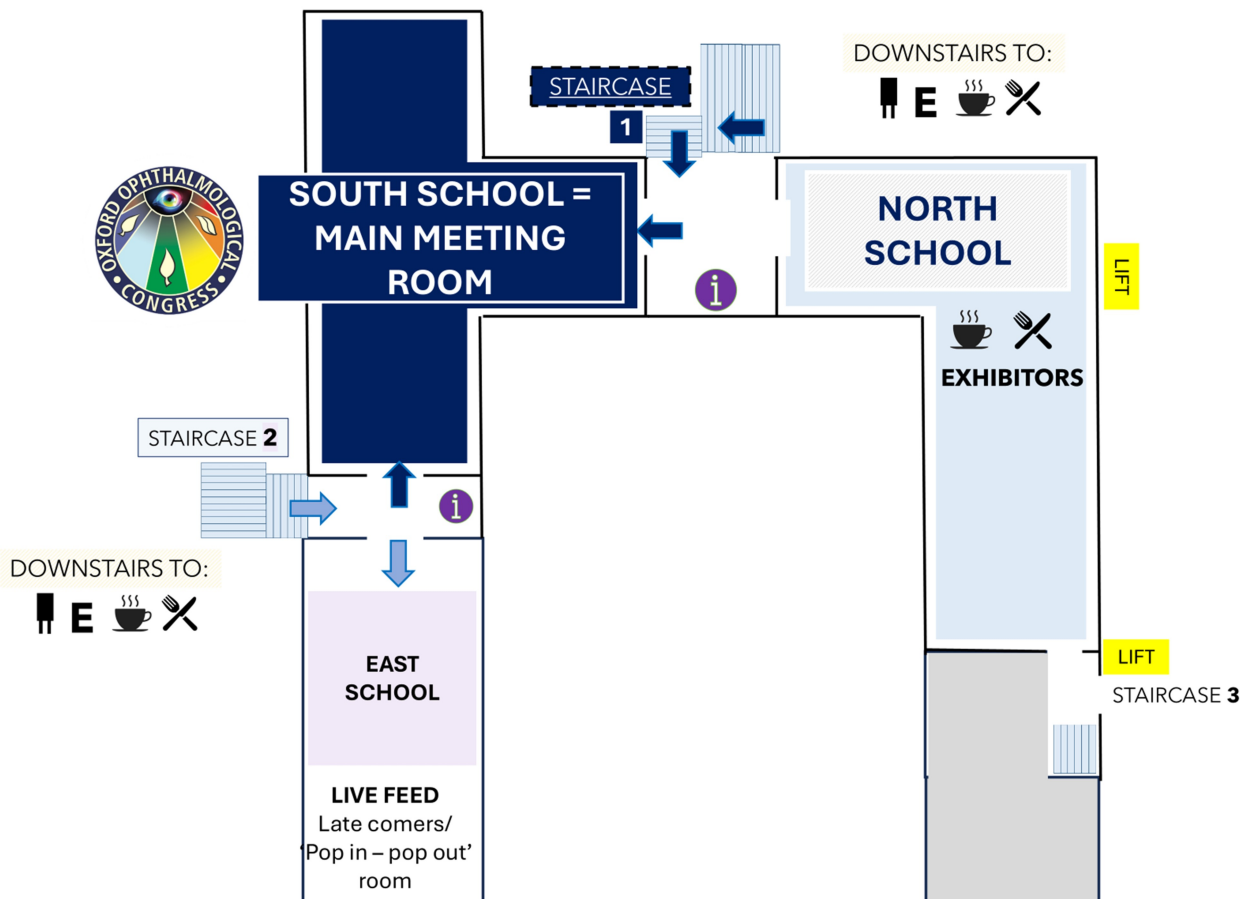 DOWNSTAIRS TO:
E
STAIRCASE
1
OXFORD OPHTHALMOLOGICAL
CONGRESS
SOUTH SCHOOL =
MAIN MEETING
ROOM
NORTH
SCHOOL
LIFT
i
EXHIBITORS
STAIRCASE 2
i
DOWNSTAIRS TO:
E
EAST
SCHOOL
LIFT
STAIRCASE 3
LIVE FEED
Late comers/
'Pop in – pop out'
room